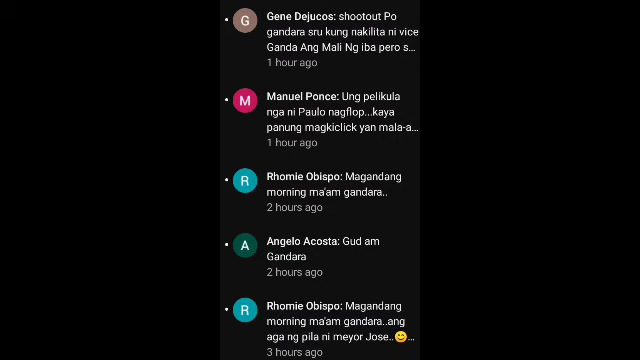 G
Gene Dejucos: shootout Po
gandara sru kung nakilita ni vice
Ganda Ang Mali Ng iba pero s...
1 hour ago
M
Manuel Ponce: Ung pelikula
nga ni Paulo nagflop...kaya
panung magkiclick yan mala-a...
1 hour ago
R
Rhomie Obispo: Magandang
morning ma'am gandara..
2 hours ago
A
Angelo Acosta: Gud am
Gandara
2 hours ago
R
Rhomie Obispo: Magandang
morning ma'am gandara..ang
aga ng pila ni meyor Jose..😊...
3 hours ago